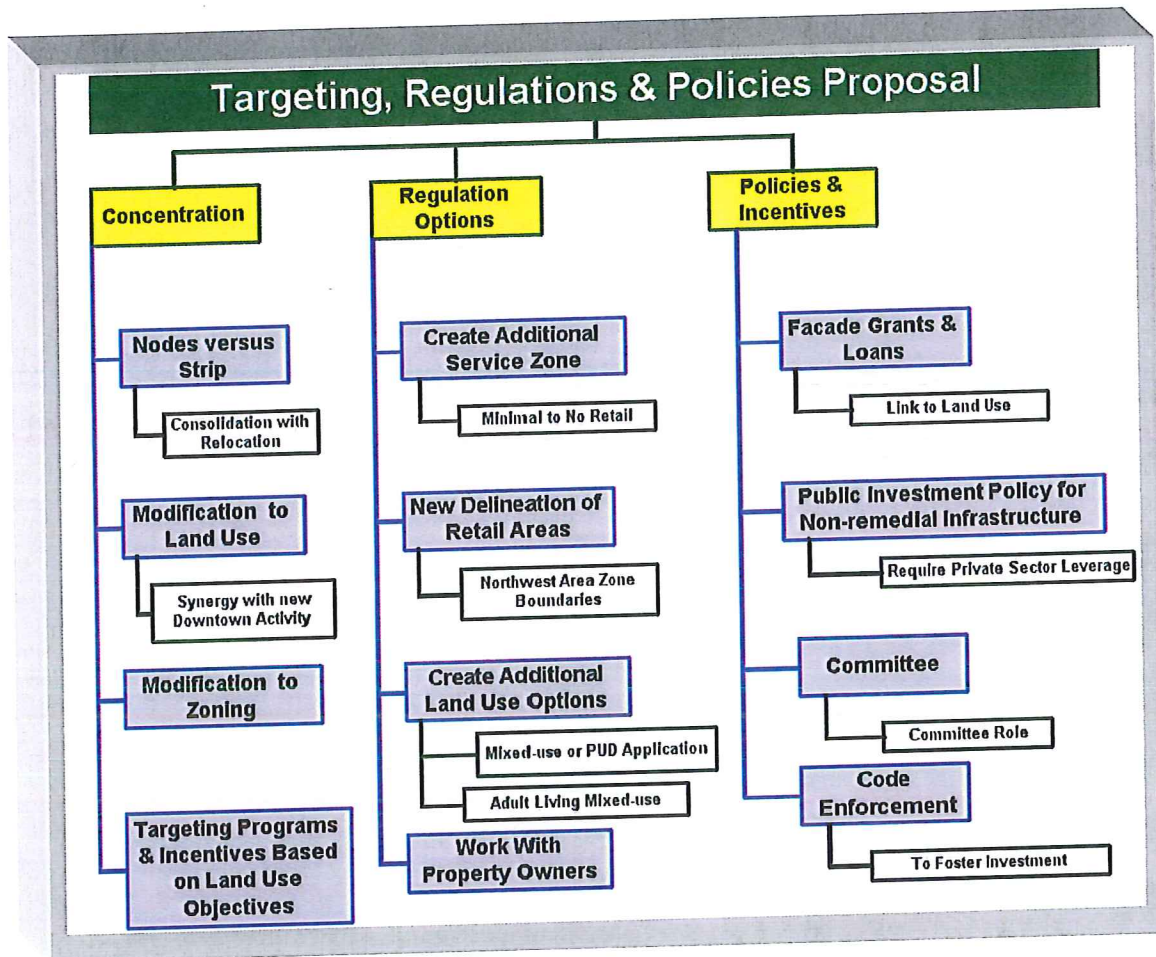 Targeting, Regulations & Policies Proposal
Concentration
Nodes versus
Strip
Consolidation with
Relocation
Modification to
Land Use
Synergy with new
Downtown Activity
Modification to
Zoning
Targeting Programs
& Incentives Based
on Land Use
Objectives
Regulation
Options
Create Additional
Service Zone
Minimal to No Retail
New Delineation of
Retail Areas
Northwest Area Zone
Boundaries
Create Additional
Land Use Options
Mixed-use or PUD Application
Adult Living Mixed-use
Work With
Property Owners
Policies &
Incentives
Facade Grants &
Loans
Link to Land Use
Public Investment Policy for
Non-remedial Infrastructure
Require Private Sector Leverage
Committee
Committee Role
Code
Enforcement
To Foster Investment